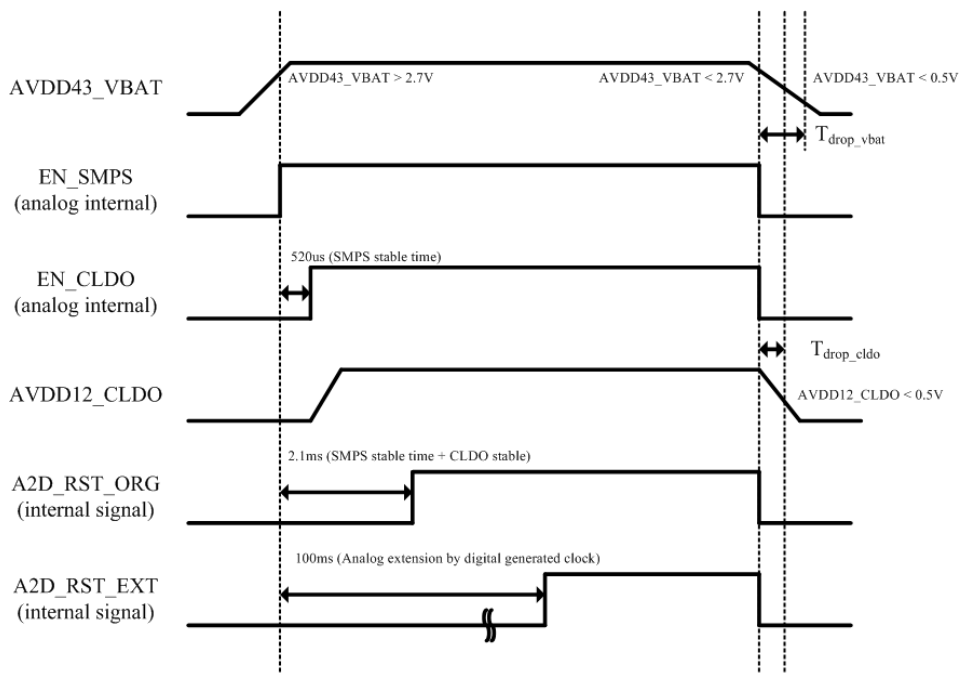 AVDD43_VBAT
AVDD43_VBAT > 2.7V
AVDD43_VBAT < 2.7V
AVDD43_VBAT < 0.5V
Tdrop_vbat
EN_SMPS
(analog internal)
520us (SMPS stable time)
EN_CLDO
(analog internal)
Tdrop_cldo
AVDD12_CLDO
AVDD12_CLDO < 0.5V
2.1ms (SMPS stable time + CLDO stable)
A2D_RST_ORG
(internal signal)
100ms (Analog extension by digital generated clock)
A2D_RST_EXT
(internal signal)